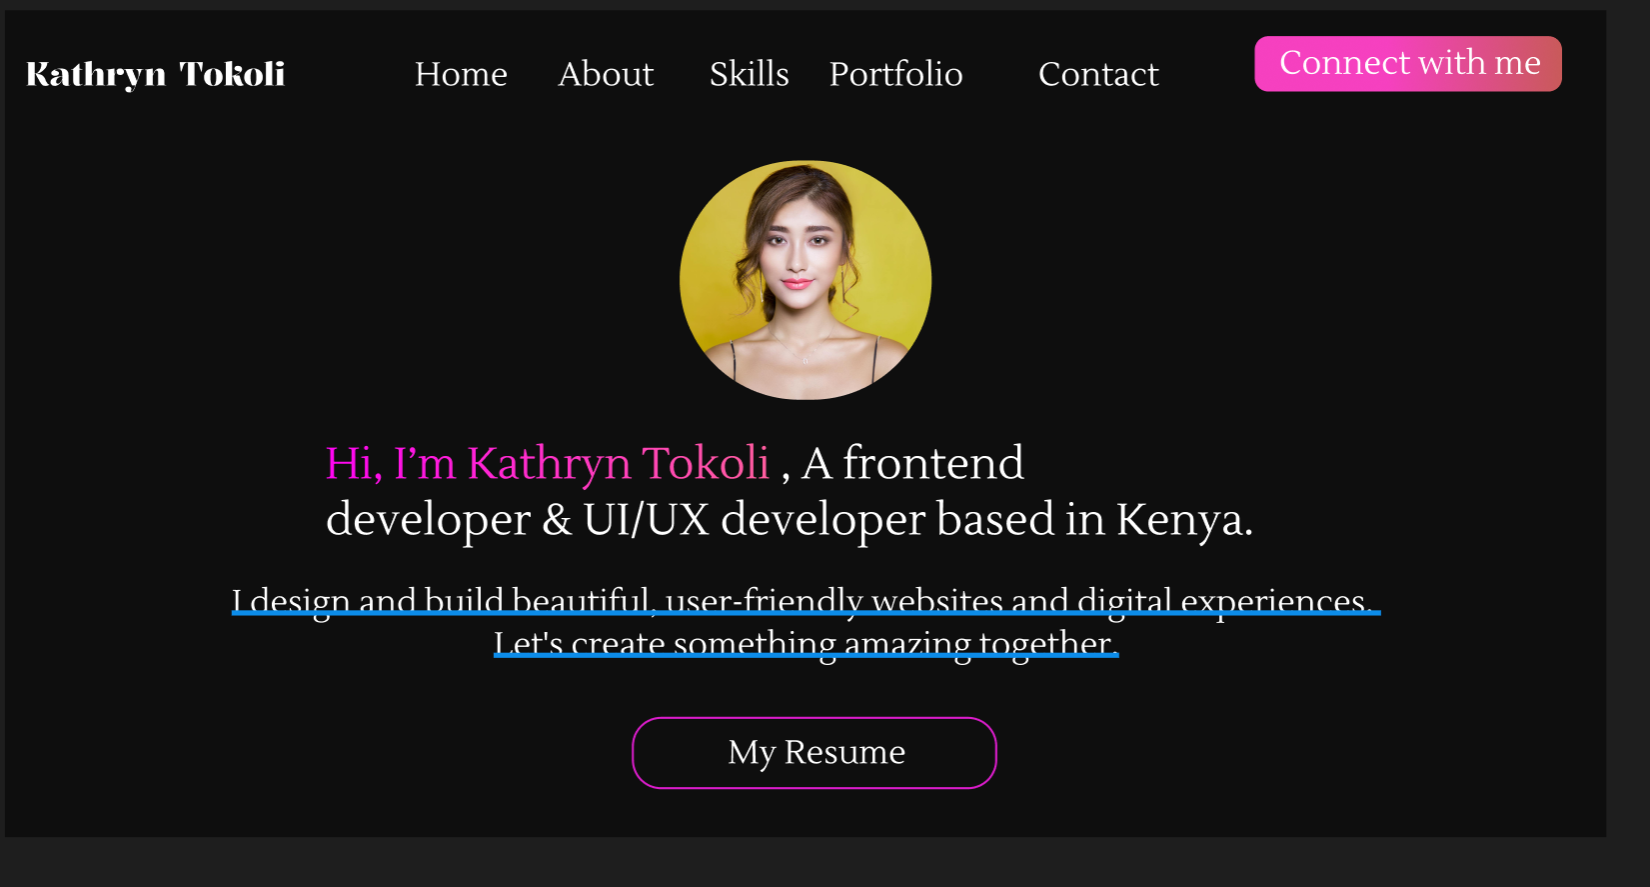 Kathryn Tokoli
Home About Skills Portfolio Contact
Connect with me
Hi, I’m Kathryn Tokoli , A frontend
developer & UI/UX developer based in Kenya.
I design and build beautiful, user-friendly websites and digital experiences.
Let's create something amazing together.
My Resume